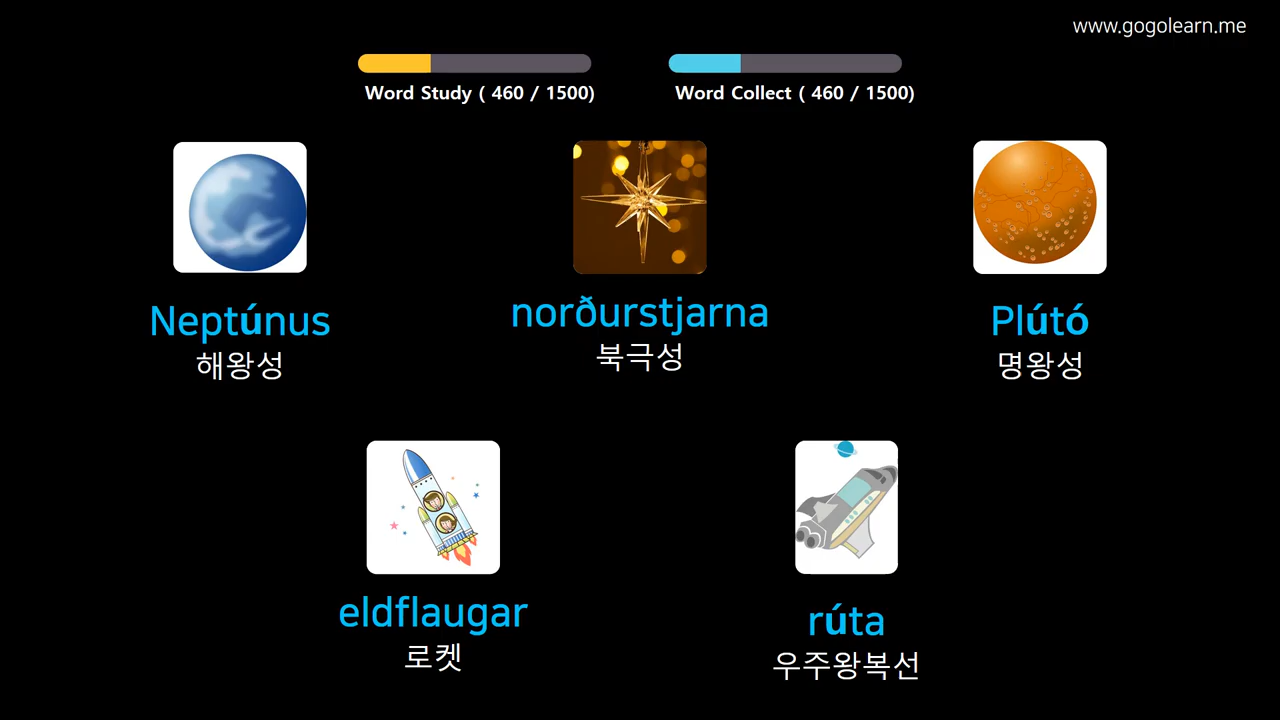 www.gogolearn.me
Word Study ( 460 / 1500)
Word Collect ( 460 / 1500)
Neptúnus
해왕성
norðurstjarna
북극성
Plútó
명왕성
eldflaugar
로켓
rúta
우주왕복선